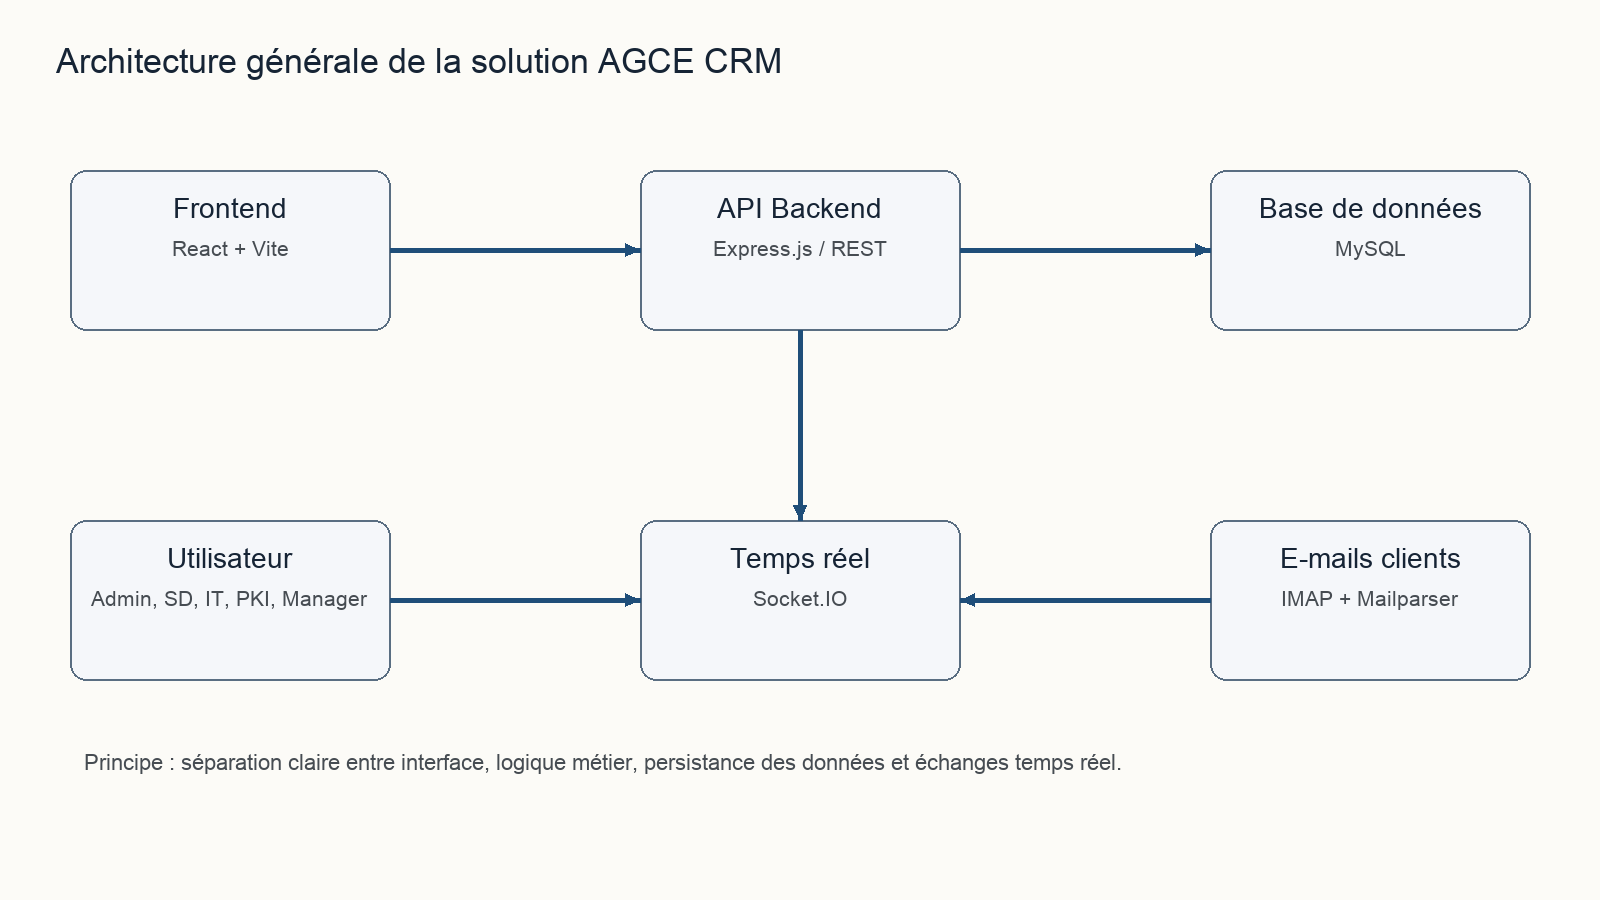 Architecture générale de la solution AGCE CRM
Frontend
React + Vite
API Backend
Express.js / REST
Base de données
MySQL
Utilisateur
Admin, SD, IT, PKI, Manager
Temps réel
Socket.IO
E-mails clients
IMAP + Mailparser
Principe : séparation claire entre interface, logique métier, persistance des données et échanges temps réel.